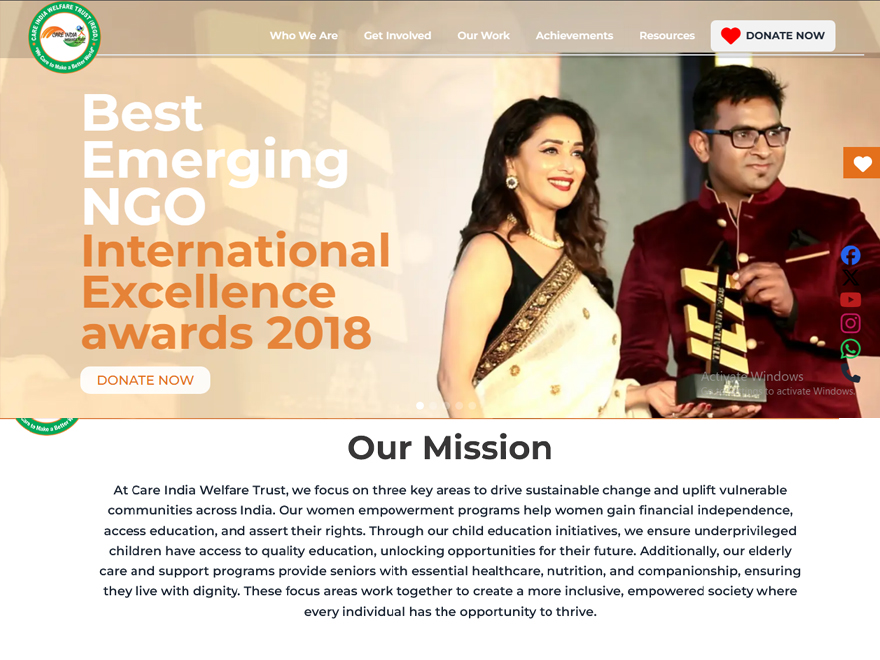 CARE INDIA WELFARE TRUST (REGD.)
CARE INDIA
"We Care to Make a Better World"
Who We Are
Get Involved
Our Work
Achievements
Resources
DONATE NOW
Best
Emerging
NGO
International
Excellence
awards 2018
DONATE NOW
IEA
Activate Windows
to activate Windows.
Care to Make a Better
Our Mission
At Care India Welfare Trust, we focus on three key areas to drive sustainable change and uplift vulnerable
communities across India. Our women empowerment programs help women gain financial independence,
access education, and assert their rights. Through our child education initiatives, we ensure underprivileged
children have access to quality education, unlocking opportunities for their future. Additionally, our elderly
care and support programs provide seniors with essential healthcare, nutrition, and companionship, ensuring
they live with dignity. These focus areas work together to create a more inclusive, empowered society where
every individual has the opportunity to thrive.